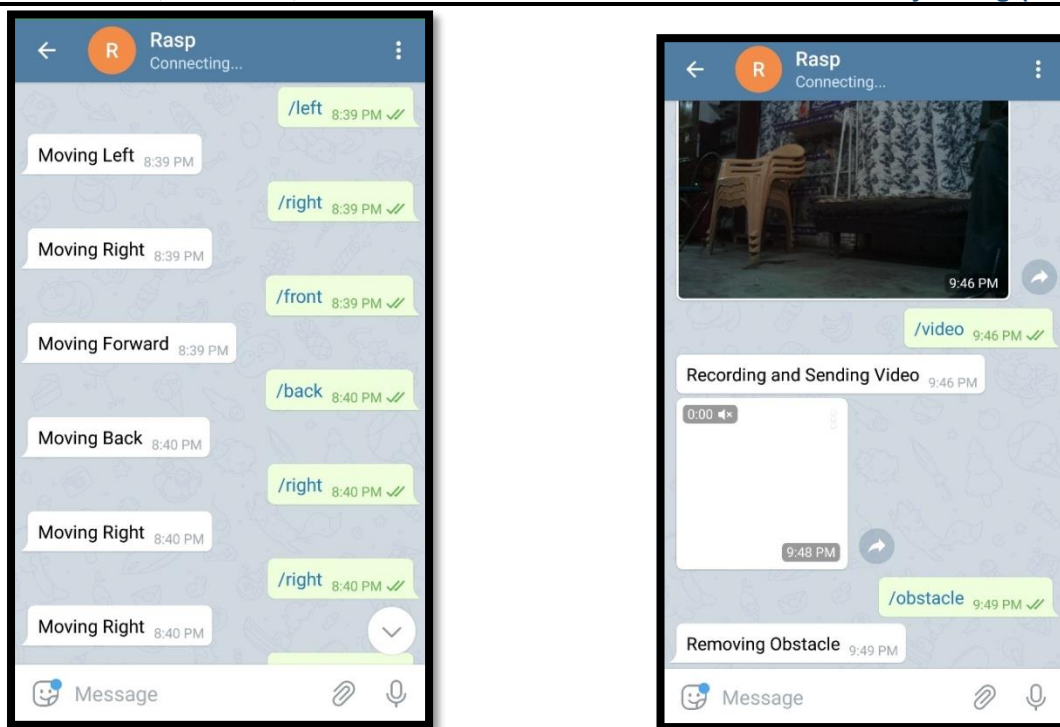 R
Rasp
Connecting...
/left 8:39 PM
Moving Left 8:39 PM
/right 8:39 PM
Moving Right 8:39 PM
/front 8:39 PM
Moving Forward 8:39 PM
/back 8:40 PM
Moving Back 8:40 PM
/right 8:40 PM
Moving Right 8:40 PM
/right 8:40 PM
Moving Right 8:40 PM
Message
R
Rasp
Connecting...
9:46 PM
/video 9:46 PM
Recording and Sending Video 9:46 PM
0:00
9:48 PM
/obstacle 9:49 PM
Removing Obstacle 9:49 PM
Message